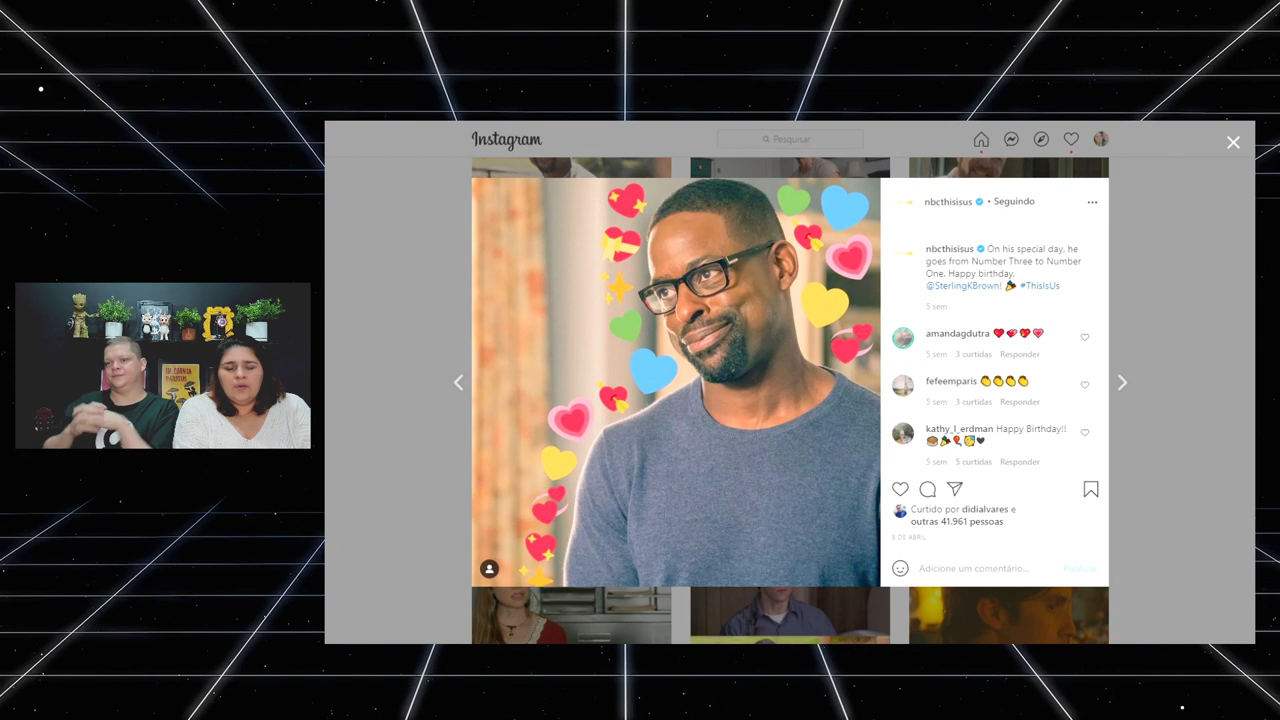 Instagram
Pesquisar
nbcthisisus • Seguindo
nbcthisisus On his special day, he
goes from Number Three to Number
One. Happy birthday,
@SterlingKBrown! #ThisIsUs
5 sem
amandagdutra
5 sem 3 curtidas Responder
fefeemparis
5 sem 3 curtidas Responder
kathy_l_erdman Happy Birthday!!
5 sem 5 curtidas Responder
Curtido por didialvares e
outras 41.961 pessoas
5 DE ABRIL
Adicione um comentário... Publicar